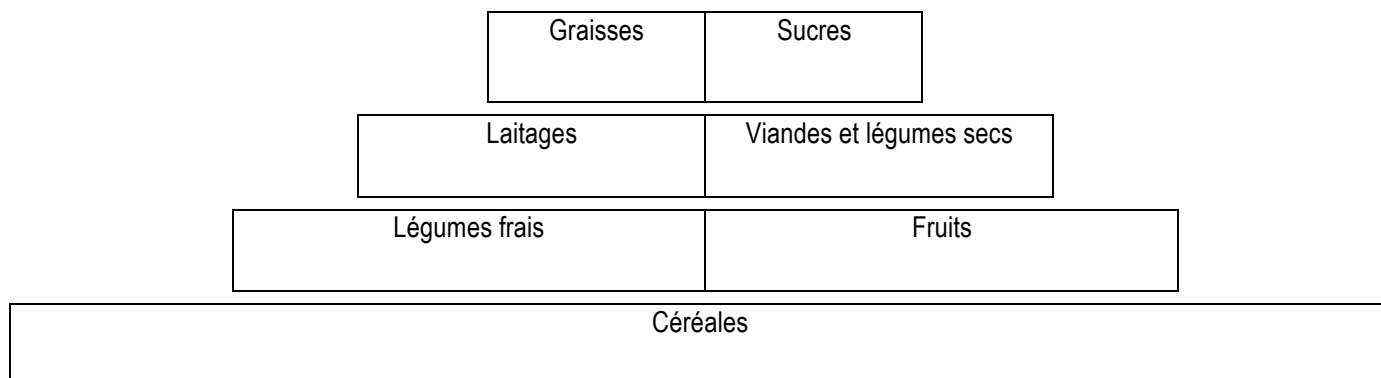 Graisses Sucres
Laitages Viandes et légumes secs
Légumes frais Fruits
Céréales